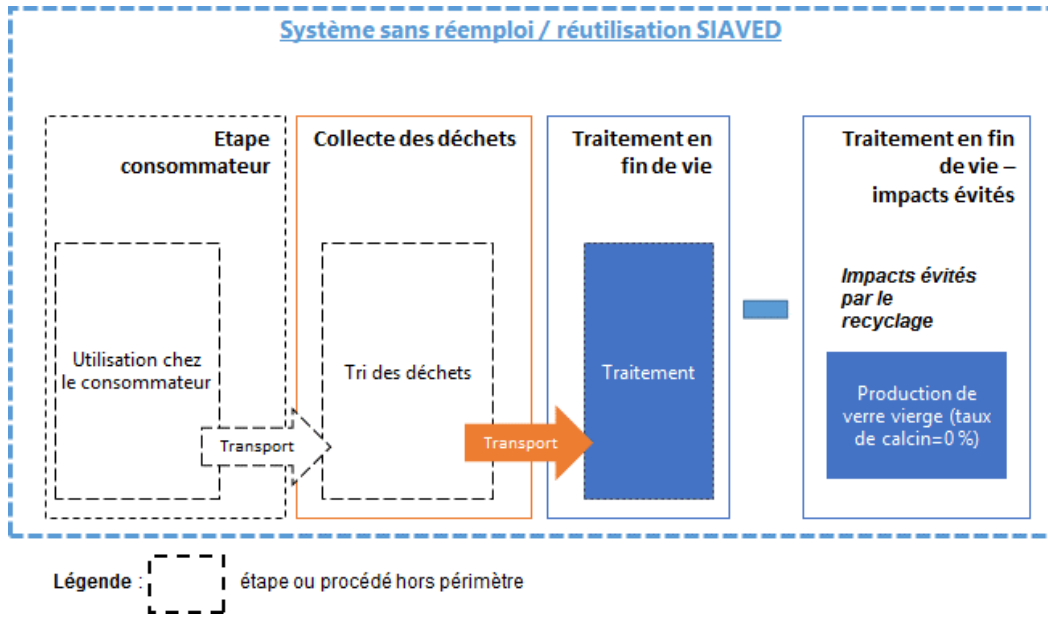 Système sans réemploi / réutilisation SIAVED
Etape
consommateur
Utilisation chez
le consommateur
Transport
Collecte des déchets
Tri des déchets
Transport
Traitement en
fin de vie
Traitement
Traitement en fin
de vie –
impacts évités
Impacts évités
par le
recyclage
Production de
verre vierge (taux
de calcin=0 %)
Légende :
étape ou procédé hors périmètre